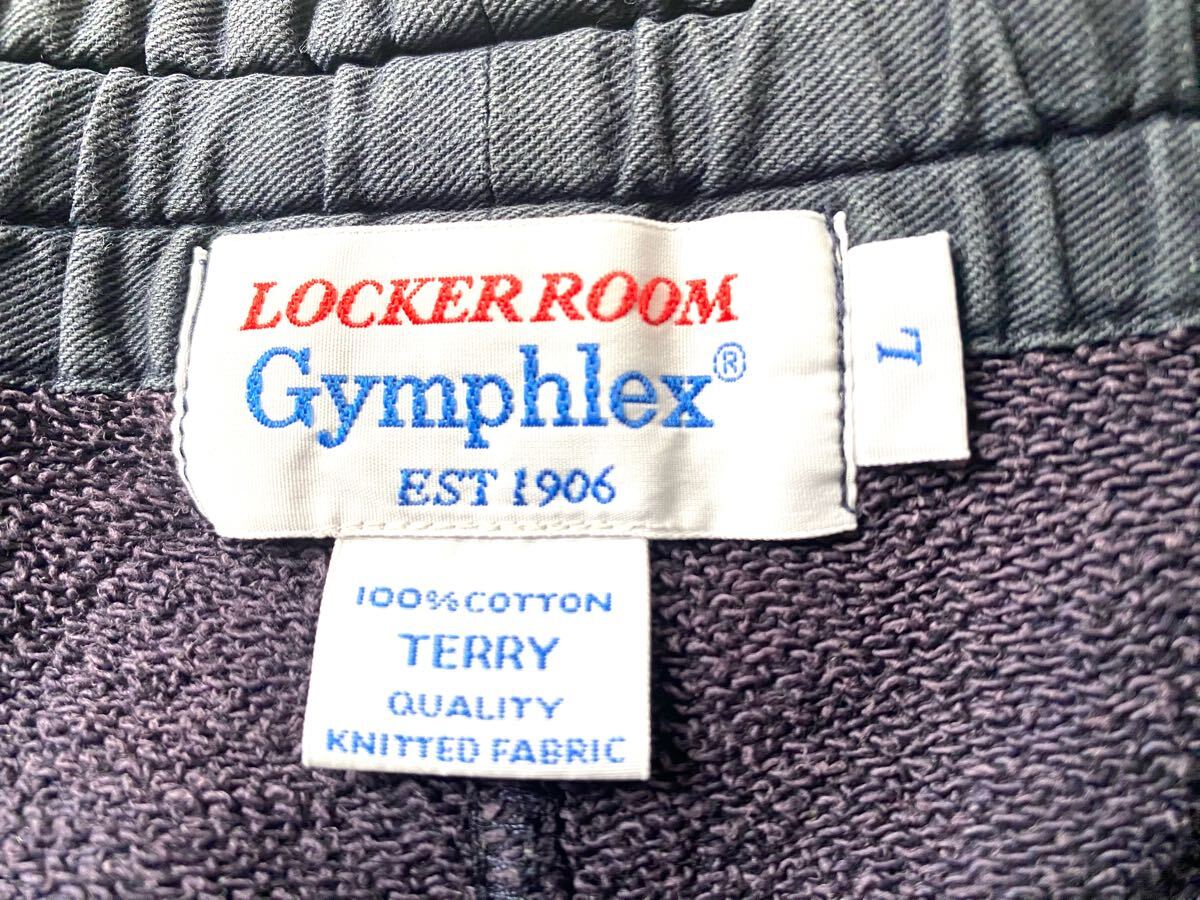 LOCKER ROOM
Gymphlex®
EST 1906
L
100%COTTON
TERRY
QUALITY
KNITTED FABRIC